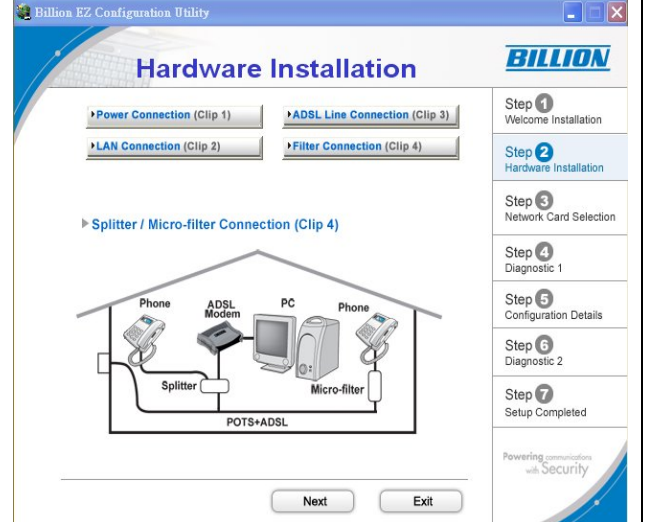 Billion EZ Configuration Utility
Hardware Installation
BILLION
Power Connection (Clip 1)
ADSL Line Connection (Clip 3)
LAN Connection (Clip 2)
Filter Connection (Clip 4)
Splitter / Micro-filter Connection (Clip 4)
Phone
ADSL
Modem
PC
Phone
Splitter
Micro-filter
POTS+ADSL
Step 1
Welcome Installation
Step 2
Hardware Installation
Step 3
Network Card Selection
Step 4
Diagnostic 1
Step 5
Configuration Details
Step 6
Diagnostic 2
Step 7
Setup Completed
Powering communications
with Security
Next
Exit